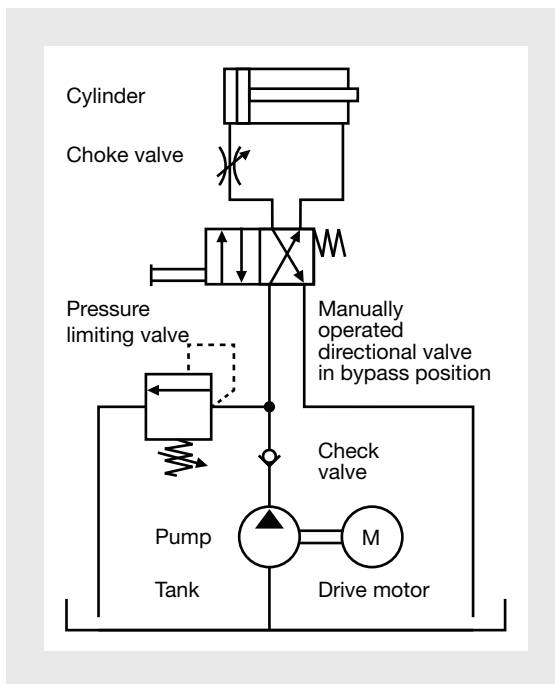 Cylinder
Choke valve
Pressure
limiting valve
Manually
operated
directional valve
in bypass position
Check
valve
Pump
M
Tank
Drive motor